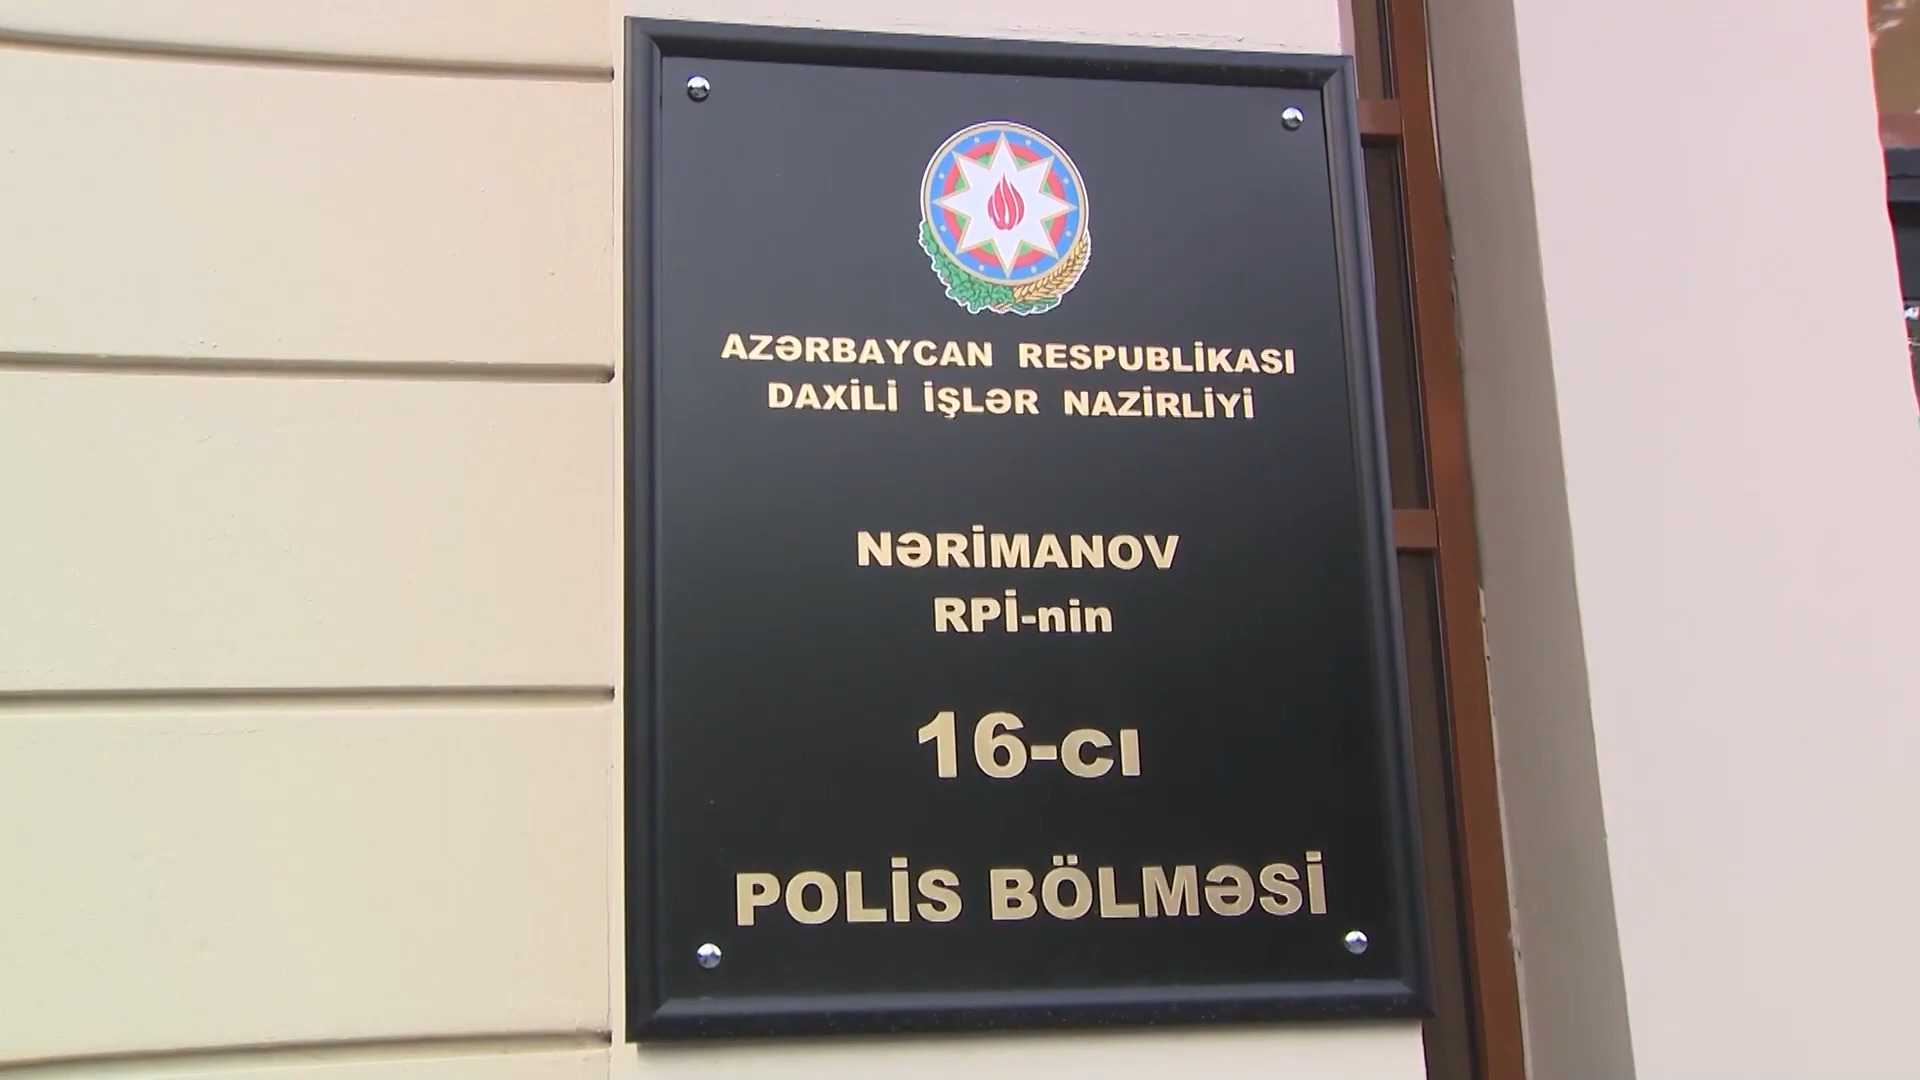 AZƏRBAYCAN RESPUBLİKASI
DAXİLİ İŞLƏR NAZİRLİYİ
NƏRİMANOV
RPİ-nin
16-CI
POLİS BÖLMƏSİ